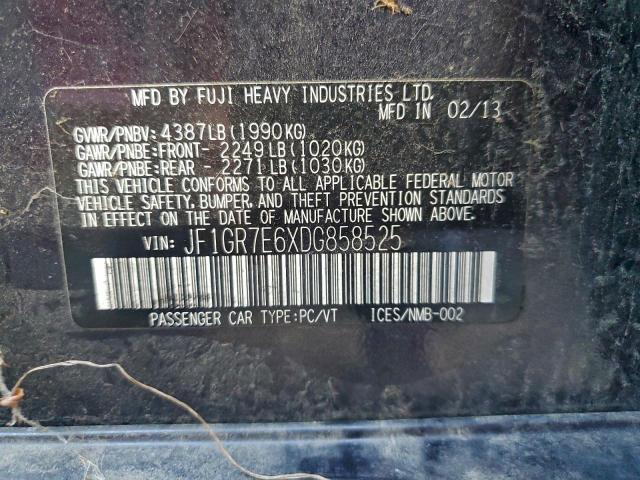 MFD BY FUJI HEAVY INDUSTRIES LTD.
MFD IN 02/13
GVWR/PNBV: 4387LB (1990KG)
GAWR/PNBE:FRONT- 2249LB (1020KG)
GAWR/PNBE:REAR - 2271LB (1030KG)
THIS VEHICLE CONFORMS TO ALL APPLICABLE FEDERAL MOTOR
VEHICLE SAFETY, BUMPER, AND THEFT PREVENTION STANDARDS
IN EFFECT ON THE DATE OF MANUFACTURE SHOWN ABOVE.
VIN: JF1GR7E6XDG858525
PASSENGER CAR TYPE:PC/VT ICES/NMB-002